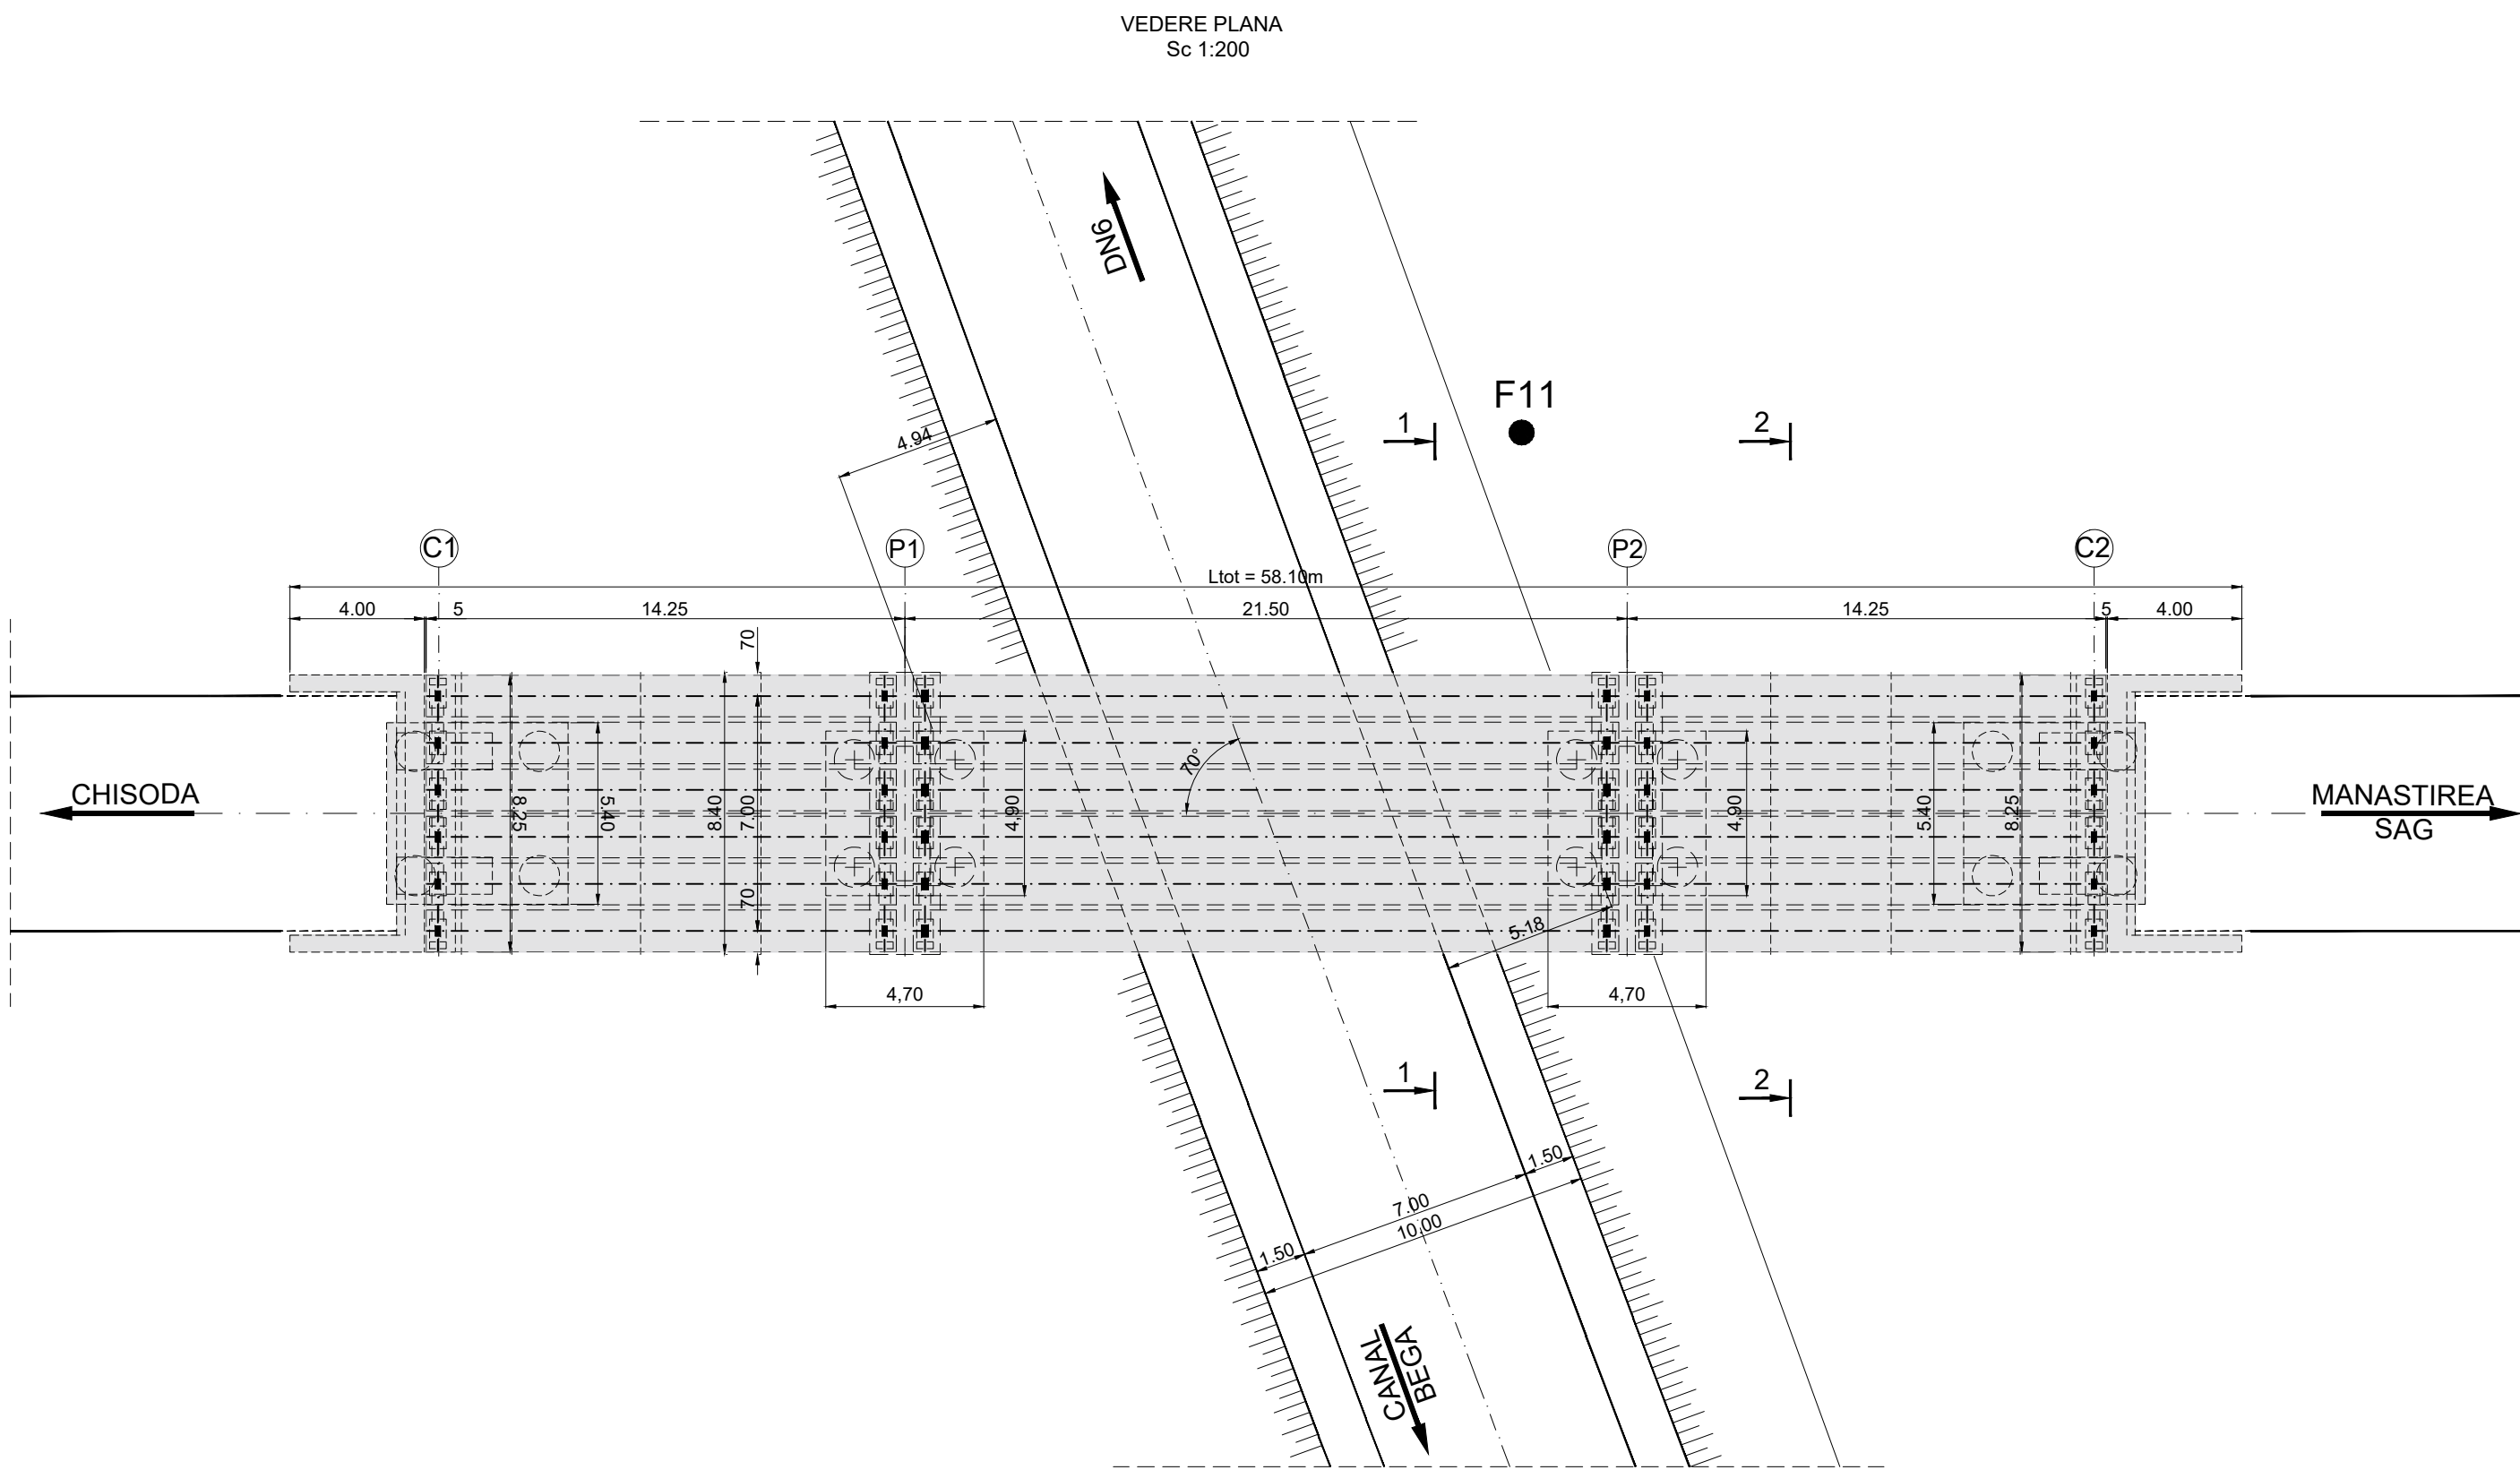 VEDERE PLANA
Sc 1:200
DN6
F11
1
2
4.94
C1
P1
P2
C2
Ltot = 58.10m
4.00
5
14.25
21.50
14.25
5
4.00
70
70°
CHISODA
8.25
5.40
8.40
7.00
4,90
4,90
5.40
8.25
MANASTIREA
SAG
70
5.18
4,70
4,70
1
2
1.50
7.00
10.00
1.50
CANAL
BEGA